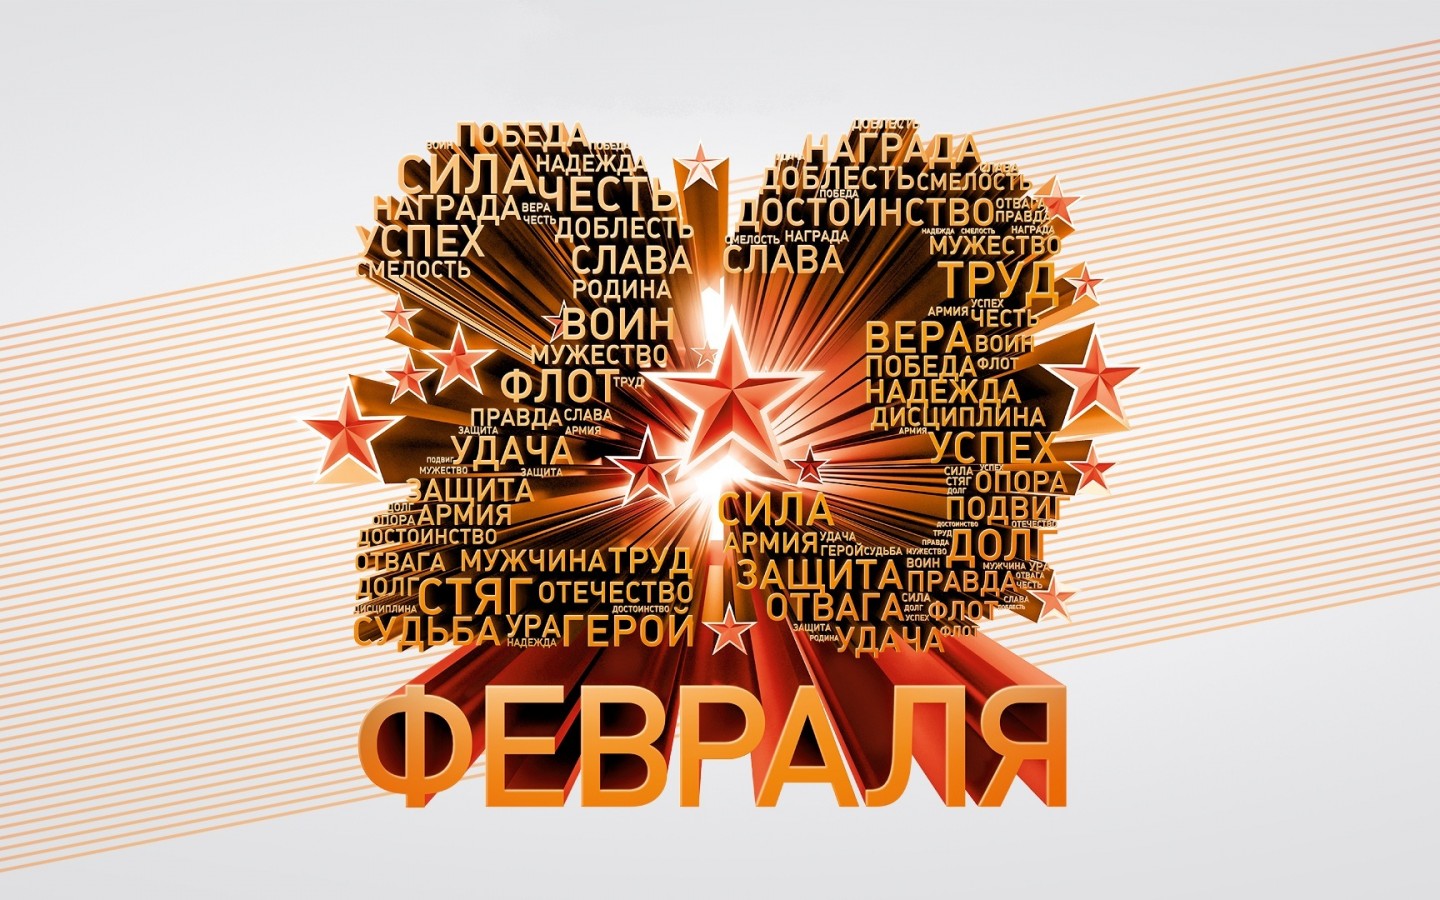 ПОБЕДА
ВОИН
ПОБЕДА
СИЛА
НАДЕЖДА
ЧЕСТЬ
НАГРАДА
ВЕРА
ЧЕСТЬ
ДОБЛЕСТЬ
УСПЕХ
СЛАВА
СМЕЛОСТЬ
РОДИНА
ВОИН
МУЖЕСТВО
ФЛОТ
ТРУД
ПРАВДА
СЛАВА
ЗАЩИТА
АРМИЯ
УДАЧА
ПОДВИГ
МУЖЕСТВО
ЗАЩИТА
ЗАЩИТА
ДОЛГ
ОПОРА
АРМИЯ
ДОСТОИНСТВО
ОТВАГА
МУЖЧИНА
ТРУД
ДОЛГ
СТЯГ
ОТЕЧЕСТВО
ДИСЦИПЛИНА
ДОСТОИНСТВО
СУДЬБА
УРА
ГЕРОЙ
НАДЕЖДА
ДОБЛЕСТЬ
НАГРАДА
СЛАВА
ДОБЛЕСТЬ
СМЕЛОСТЬ
ПОБЕДА
ДОСТОИНСТВО
ОТВАГА
ПРАВДА
СМЕЛОСТЬ
НАГРАДА
НАДЕЖДА
СМЕЛОСТЬ
НАГРАДА
СЛАВА
МУЖЕСТВО
ТРУД
УСПЕХ
АРМИЯ
ЧЕСТЬ
ВЕРА
ВОИН
ПОБЕДА
ФЛОТ
НАДЕЖДА
ДИСЦИПЛИНА
АРМИЯ
УСПЕХ
СИЛА
УСПЕХ
СТЯГ
ОПОРА
ДОЛГ
СИЛА
ПОДВИГ
ДОСТОИНСТВО
ОТЕЧЕСТВО
АРМИЯ
УДАЧА
ТРУД
ДОЛГ
ГЕРОЙ
СУДЬБА
ПРАВДА
МУЖЕСТВО
ЗАЩИТА
ВОИН
МУЖЧИНА
УРА
ПРАВДА
ОТВАГА
ЧЕСТЬ
ОТВАГА
СИЛА
ДОЛГ
УСПЕХ
ФЛОТ
СЛАВА
ДОБЛЕСТЬ
ЗАЩИТА
РОДИНА
УДАЧА
ФЛОТ
ФЕВРАЛЯ